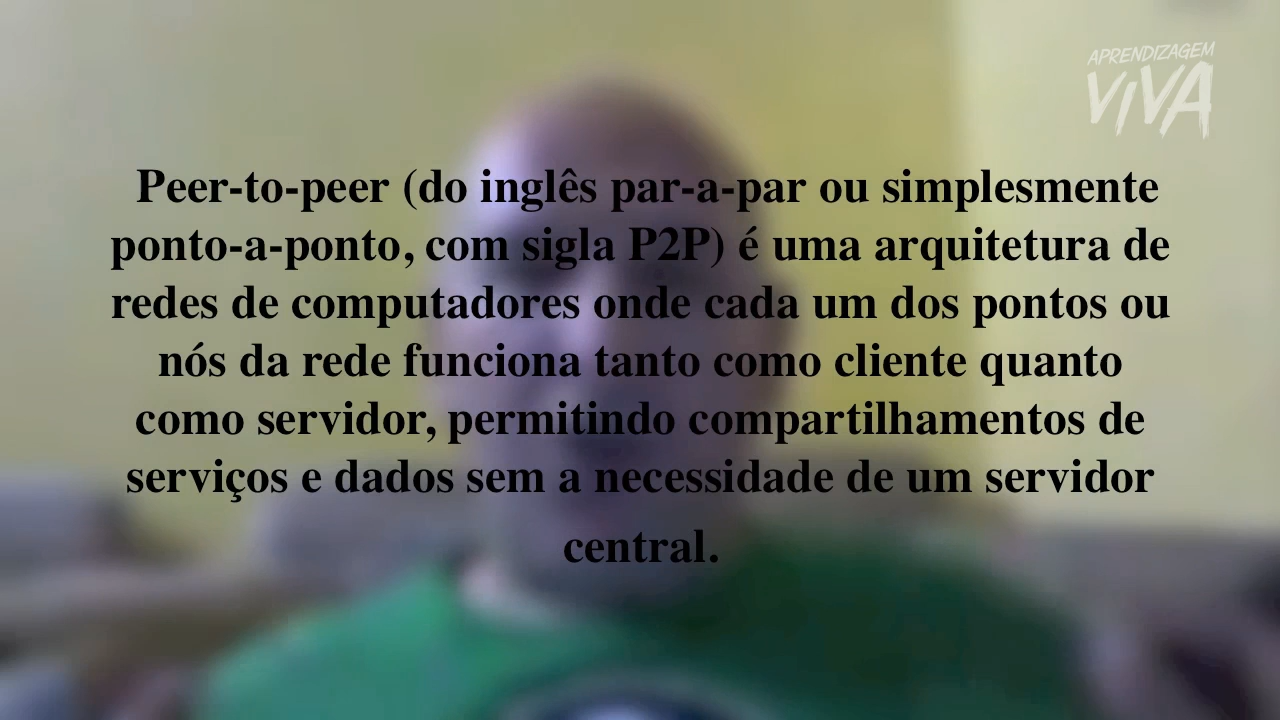 APRENDIZAGEM
VIVA
Peer-to-peer (do inglês par-a-par ou simplesmente
ponto-a-ponto, com sigla P2P) é uma arquitetura de
redes de computadores onde cada um dos pontos ou
nós da rede funciona tanto como cliente quanto
como servidor, permitindo compartilhamentos de
serviços e dados sem a necessidade de um servidor
central.